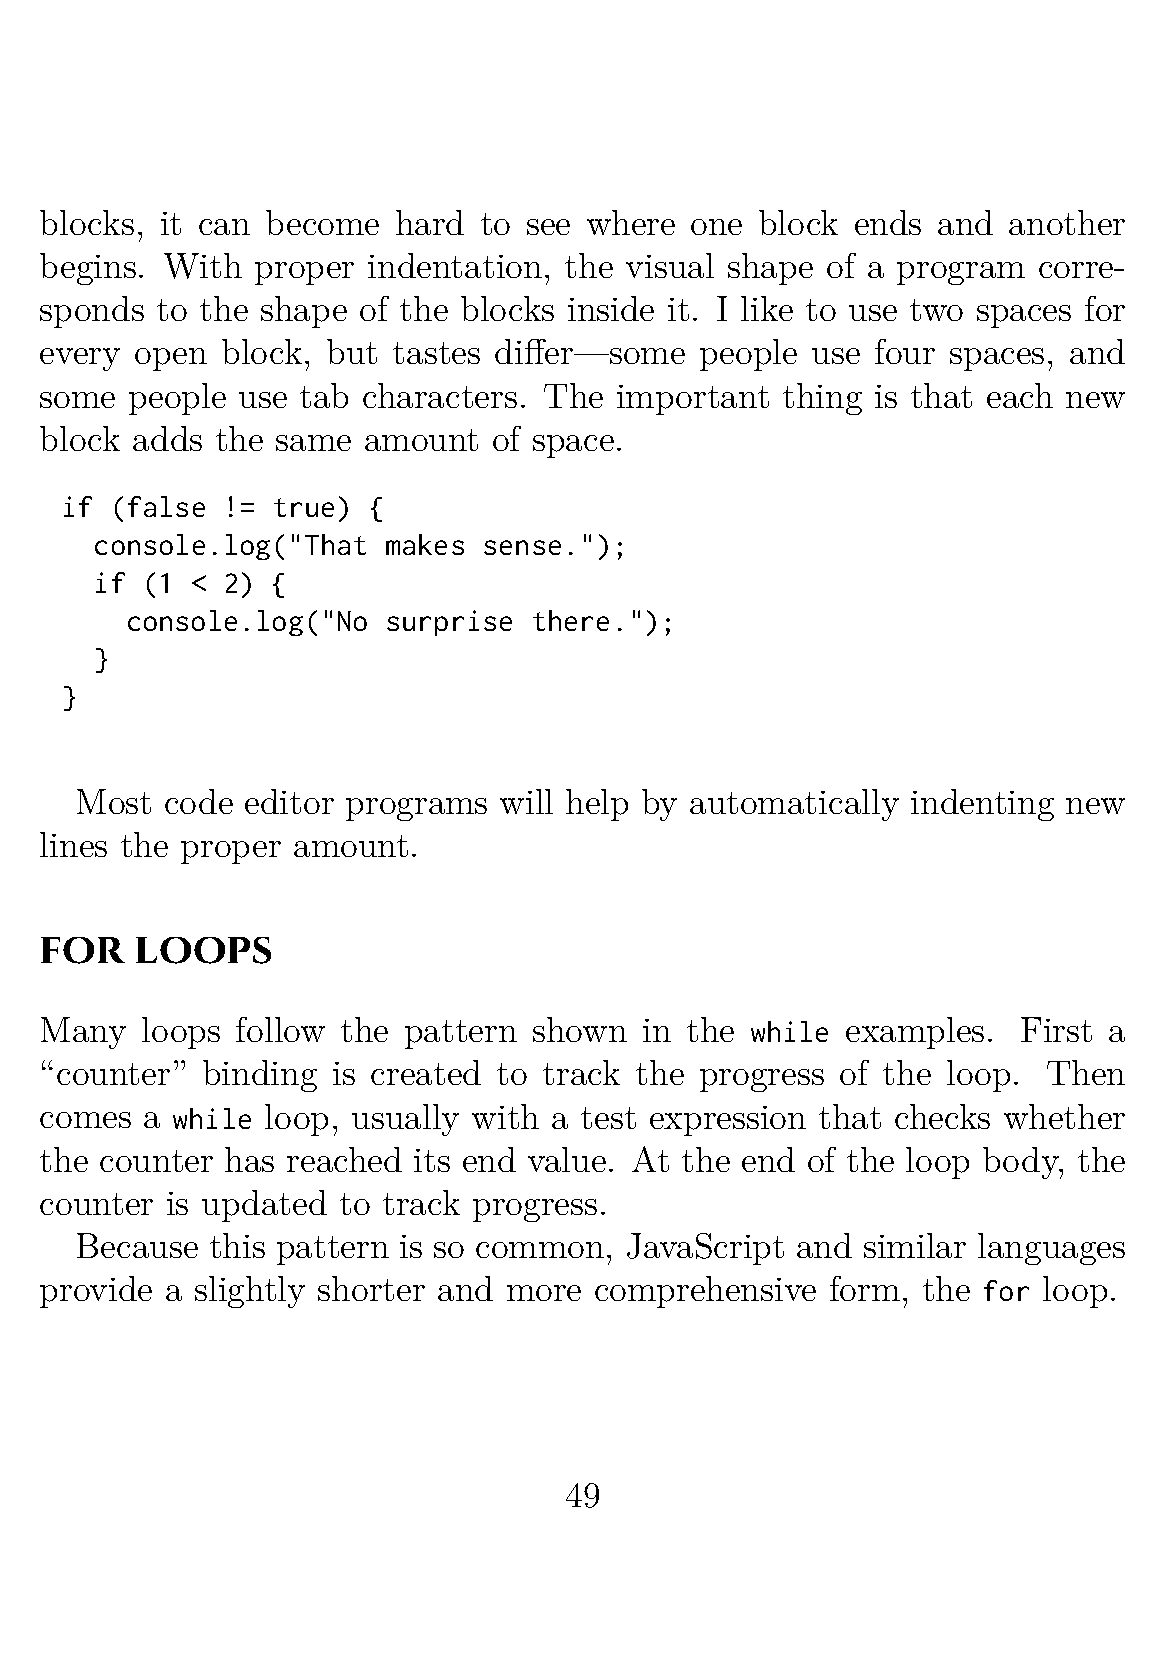 blocks, it can become hard to see where one block ends and another
begins. With proper indentation, the visual shape of a program corre-
sponds to the shape of the blocks inside it. I like to use two spaces for
every open block, but tastes differ—some people use four spaces, and
some people use tab characters. The important thing is that each new
block adds the same amount of space.
if (false != true) {
  console.log("That makes sense.");
  if (1 < 2) {
    console.log("No surprise there.");
  }
}
Most code editor programs will help by automatically indenting new
lines the proper amount.
FOR LOOPS
Many loops follow the pattern shown in the while examples. First a
“counter” binding is created to track the progress of the loop. Then
comes a while loop, usually with a test expression that checks whether
the counter has reached its end value. At the end of the loop body, the
counter is updated to track progress.
Because this pattern is so common, JavaScript and similar languages
provide a slightly shorter and more comprehensive form, the for loop.
49